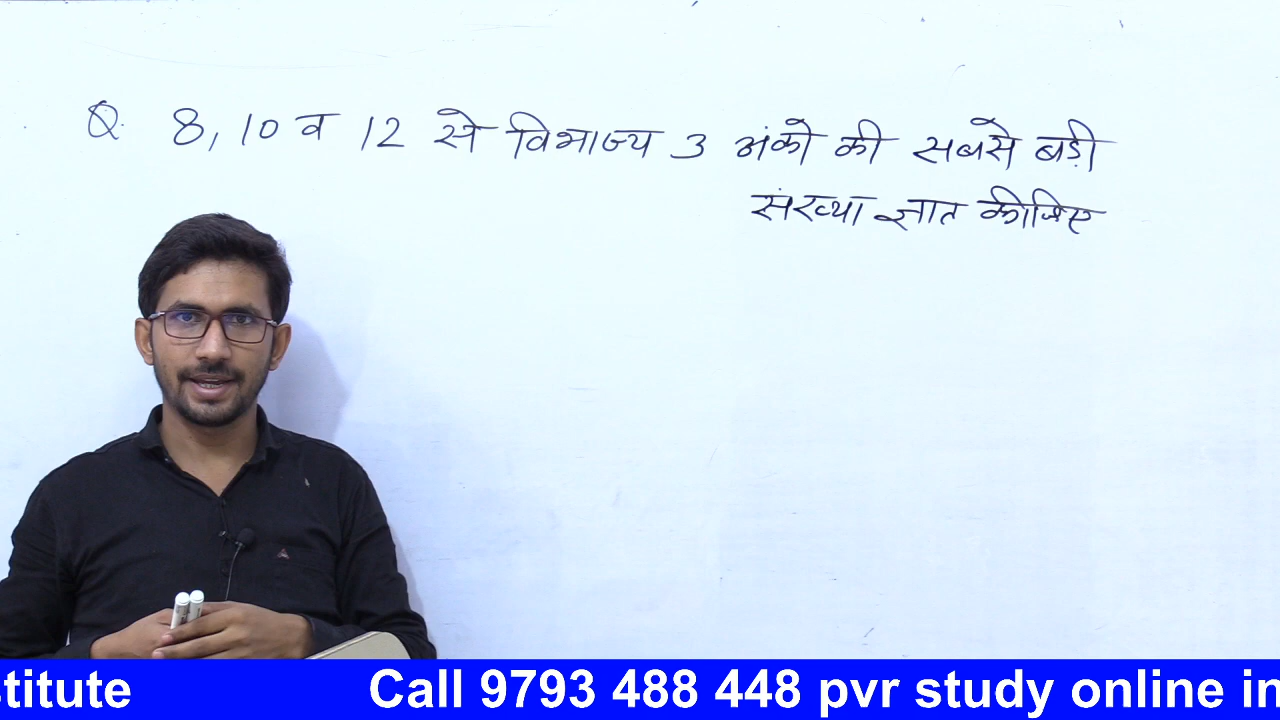 Q. 8, 10 व 12 से विभाज्य 3 अंको की सबसे बड़ी
संख्या ज्ञात कीजिए
stitute Call 9793 488 448 pvr study online in